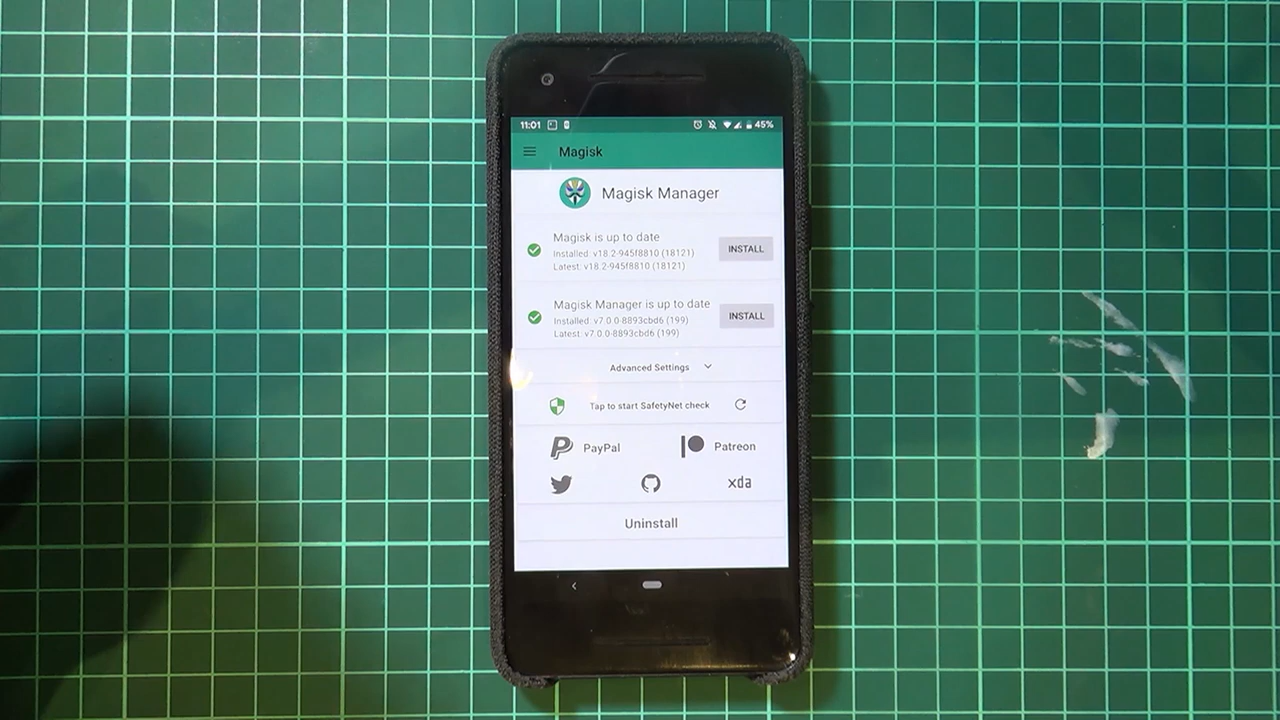 11:01 45%
Magisk
Magisk Manager
Magisk is up to date
Installed: v18.2-945f8810 (18121)
Latest: v18.2-945f8810 (18121)
INSTALL
Magisk Manager is up to date
Installed: v7.0.0-8893cbd6 (199)
Latest: v7.0.0-8893cbd6 (199)
INSTALL
Advanced Settings
Tap to start SafetyNet check
PayPal Patreon
xda
Uninstall